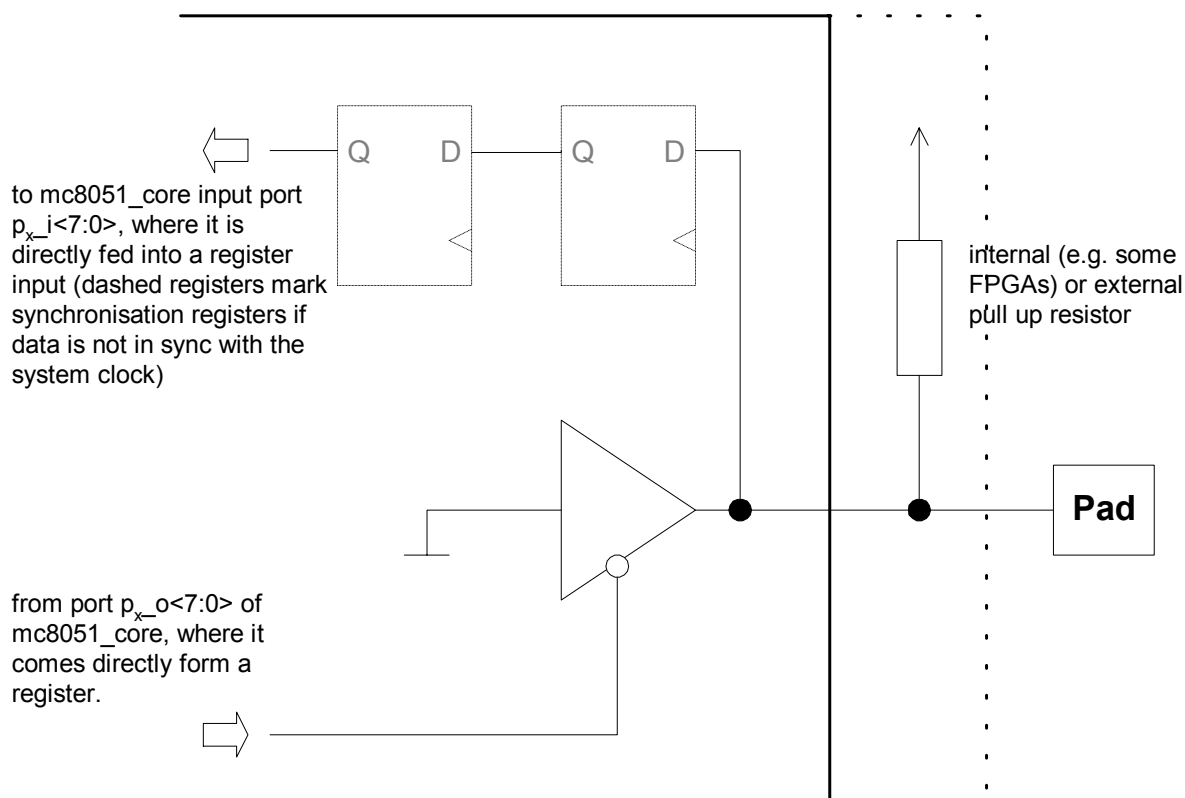 Q D Q D
to mc8051_core input port
px_i<7:0>, where it is
directly fed into a register
input (dashed registers mark
synchronisation registers if
data is not in sync with the
system clock)
internal (e.g. some
FPGAs) or external
pull up resistor
Pad
from port px_o<7:0> of
mc8051_core, where it
comes directly form a
register.